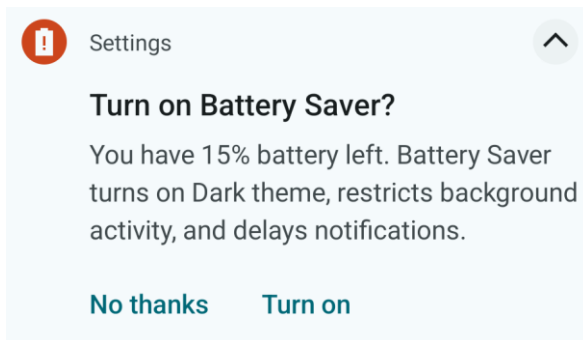 Settings
Turn on Battery Saver?
You have 15% battery left. Battery Saver
turns on Dark theme, restricts background
activity, and delays notifications.
No thanks Turn on